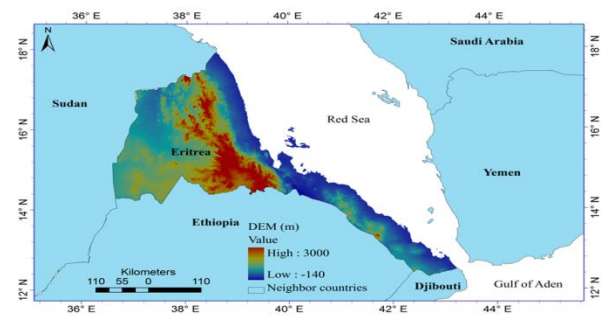 36° E 38° E 40° E 42° E 44° E
N
Saudi Arabia
18° N
18° N
Sudan
Red Sea
16° N
16° N
Eritrea
Yemen
14° N
14° N
Ethiopia
DEM (m)
Value
High : 3000
Low : -140
Neighbor countries
Kilometers
110 55 0 110
Djibouti
Gulf of Aden
12° N
12° N
36° E 38° E 40° E 42° E 44° E